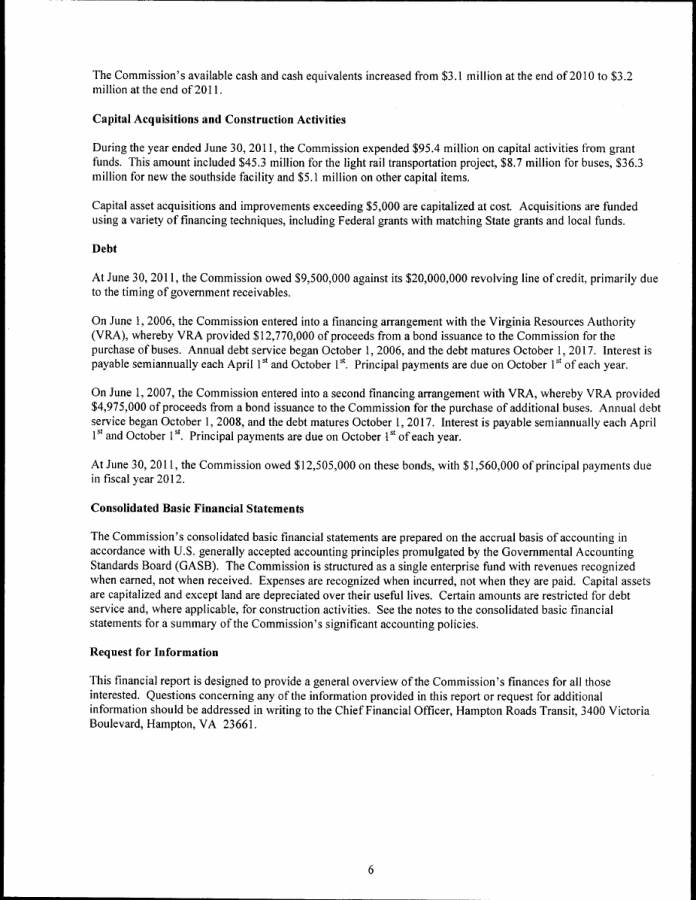 The Commission's available cash and cash equivalents increased from $3.1 million at the end of 2010 to $3.2
million at the end of 2011.
Capital Acquisitions and Construction Activities
During the year ended June 30, 2011, the Commission expended $95.4 million on capital activities from grant
funds. This amount included $45.3 million for the light rail transportation project, $8.7 million for buses, $36.3
million for new the southside facility and $5.1 million on other capital items.
Capital asset acquisitions and improvements exceeding $5,000 are capitalized at cost. Acquisitions are funded
using a variety of financing techniques, including Federal grants with matching State grants and local funds.
Debt
At June 30, 2011, the Commission owed $9,500,000 against its $20,000,000 revolving line of credit, primarily due
to the timing of government receivables.
On June 1, 2006, the Commission entered into a financing arrangement with the Virginia Resources Authority
(VRA), whereby VRA provided $12,770,000 of proceeds from a bond issuance to the Commission for the
purchase of buses. Annual debt service began October 1, 2006, and the debt matures October 1, 2017. Interest is
payable semiannually each April 1st and October 1st. Principal payments are due on October 1st of each year.
On June 1, 2007, the Commission entered into a second financing arrangement with VRA, whereby VRA provided
$4,975,000 of proceeds from a bond issuance to the Commission for the purchase of additional buses. Annual debt
service began October 1, 2008, and the debt matures October 1, 2017. Interest is payable semiannually each April
1st and October 1st. Principal payments are due on October 1st of each year.
At June 30, 2011, the Commission owed $12,505,000 on these bonds, with $1,560,000 of principal payments due
in fiscal year 2012.
Consolidated Basic Financial Statements
The Commission's consolidated basic financial statements are prepared on the accrual basis of accounting in
accordance with U.S. generally accepted accounting principles promulgated by the Governmental Accounting
Standards Board (GASB). The Commission is structured as a single enterprise fund with revenues recognized
when earned, not when received. Expenses are recognized when incurred, not when they are paid. Capital assets
are capitalized and except land are depreciated over their useful lives. Certain amounts are restricted for debt
service and, where applicable, for construction activities. See the notes to the consolidated basic financial
statements for a summary of the Commission's significant accounting policies.
Request for Information
This financial report is designed to provide a general overview of the Commission's finances for all those
interested. Questions concerning any of the information provided in this report or request for additional
information should be addressed in writing to the Chief Financial Officer, Hampton Roads Transit, 3400 Victoria
Boulevard, Hampton, VA 23661.
6